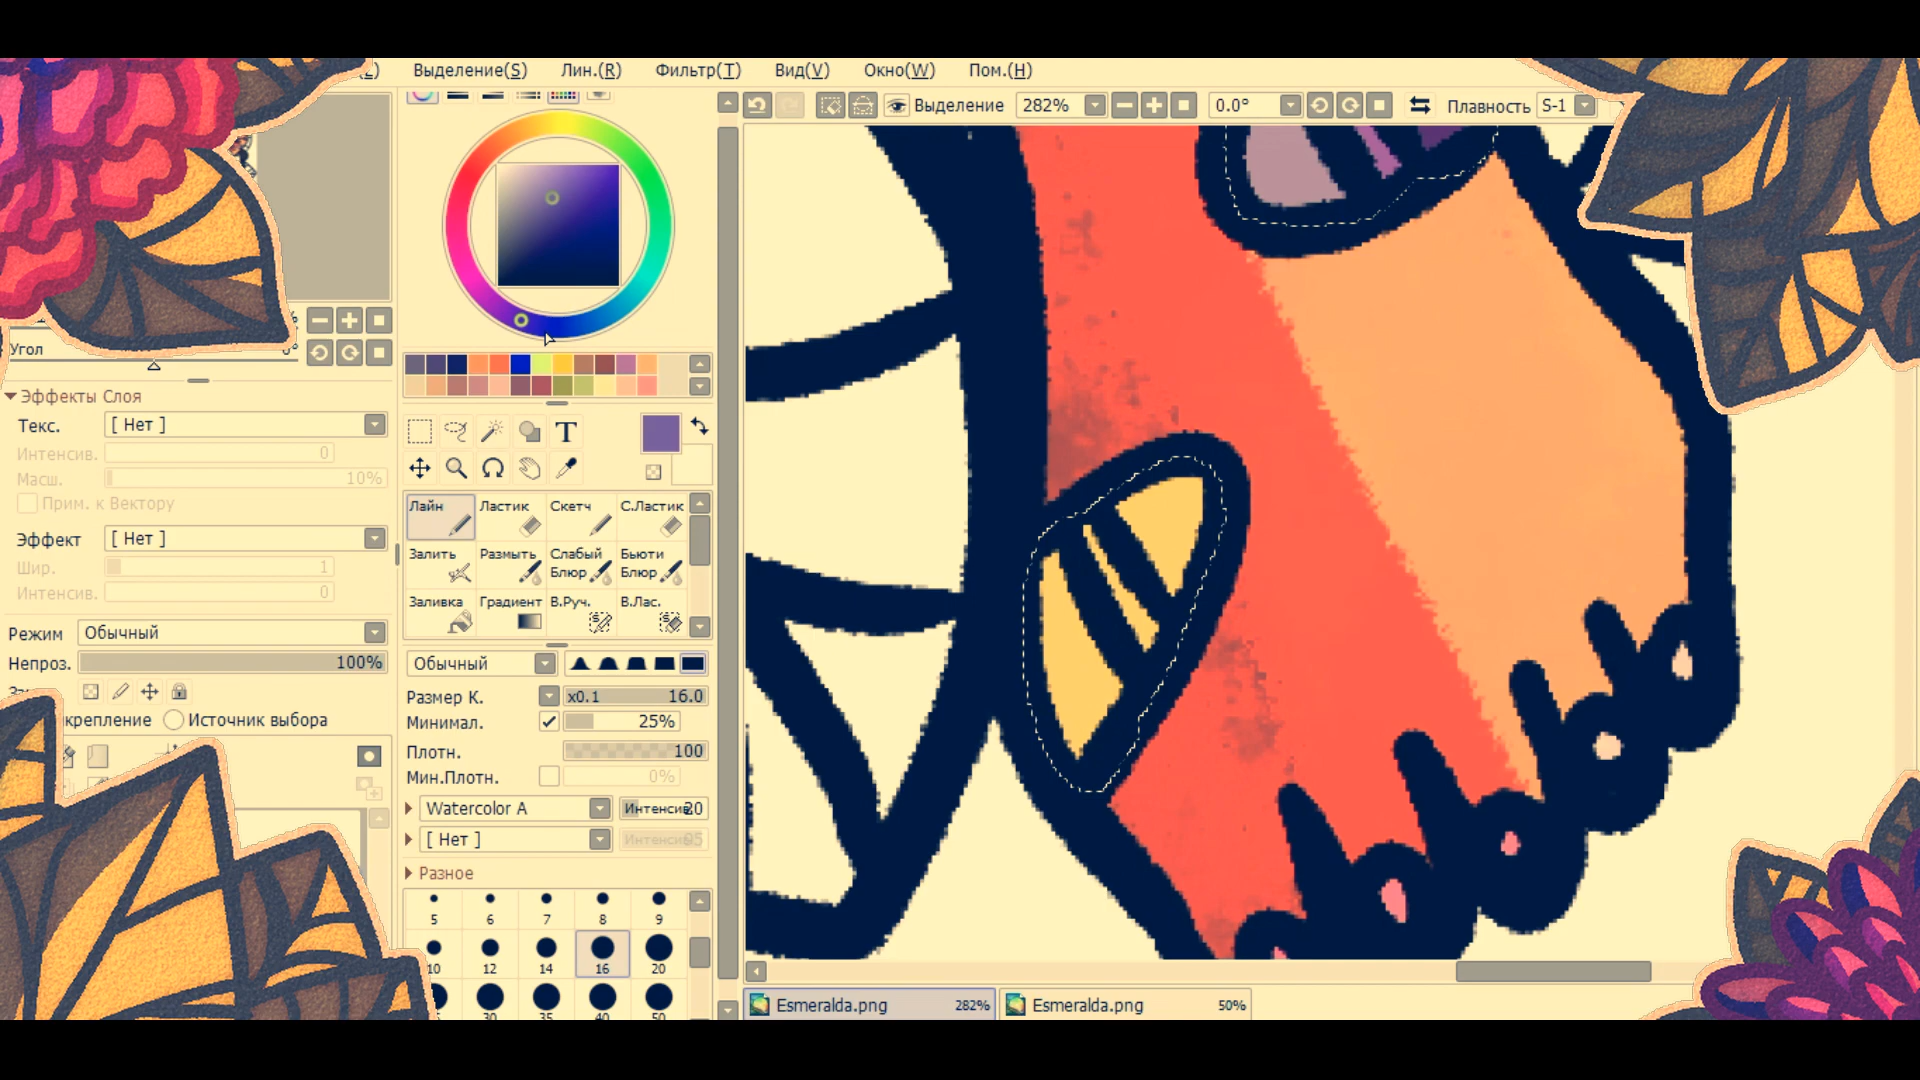 Выделение(S) Лин.(R) Фильтр(T) Вид(V) Окно(W) Пом.(H)
Выделение 282% 0.0° Плавность S-1
Угол
Эффекты Слоя
Текс. [ Нет ]
Интенсив. 0
Масш. 10%
Прим. к Вектору
Эффект [ Нет ]
Шир. 1
Интенсив. 0
Режим Обычный
Непроз. 100%
крепление Источник выбора
T
Лайн Ластик Скетч С.Ластик
Залить Размыть Слабый Блюр Бьюти Блюр
Заливка Градиент В.Руч. В.Лас.
Обычный
Размер К. x0.1 16.0
Минимал. 25%
Плотн. 100
Мин.Плотн. 0%
Watercolor A Интенсив 20
[ Нет ] Интенсив 95
Разное
5 6 7 8 9
10 12 14 16 20
30 35 40 50
Esmeralda.png 282% Esmeralda.png 50%